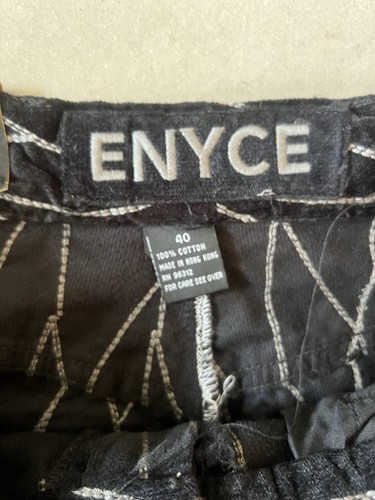 ENYCE
40
100% COTTON
MADE IN HONG KONG
RN 96312
FOR CARE SEE OVER